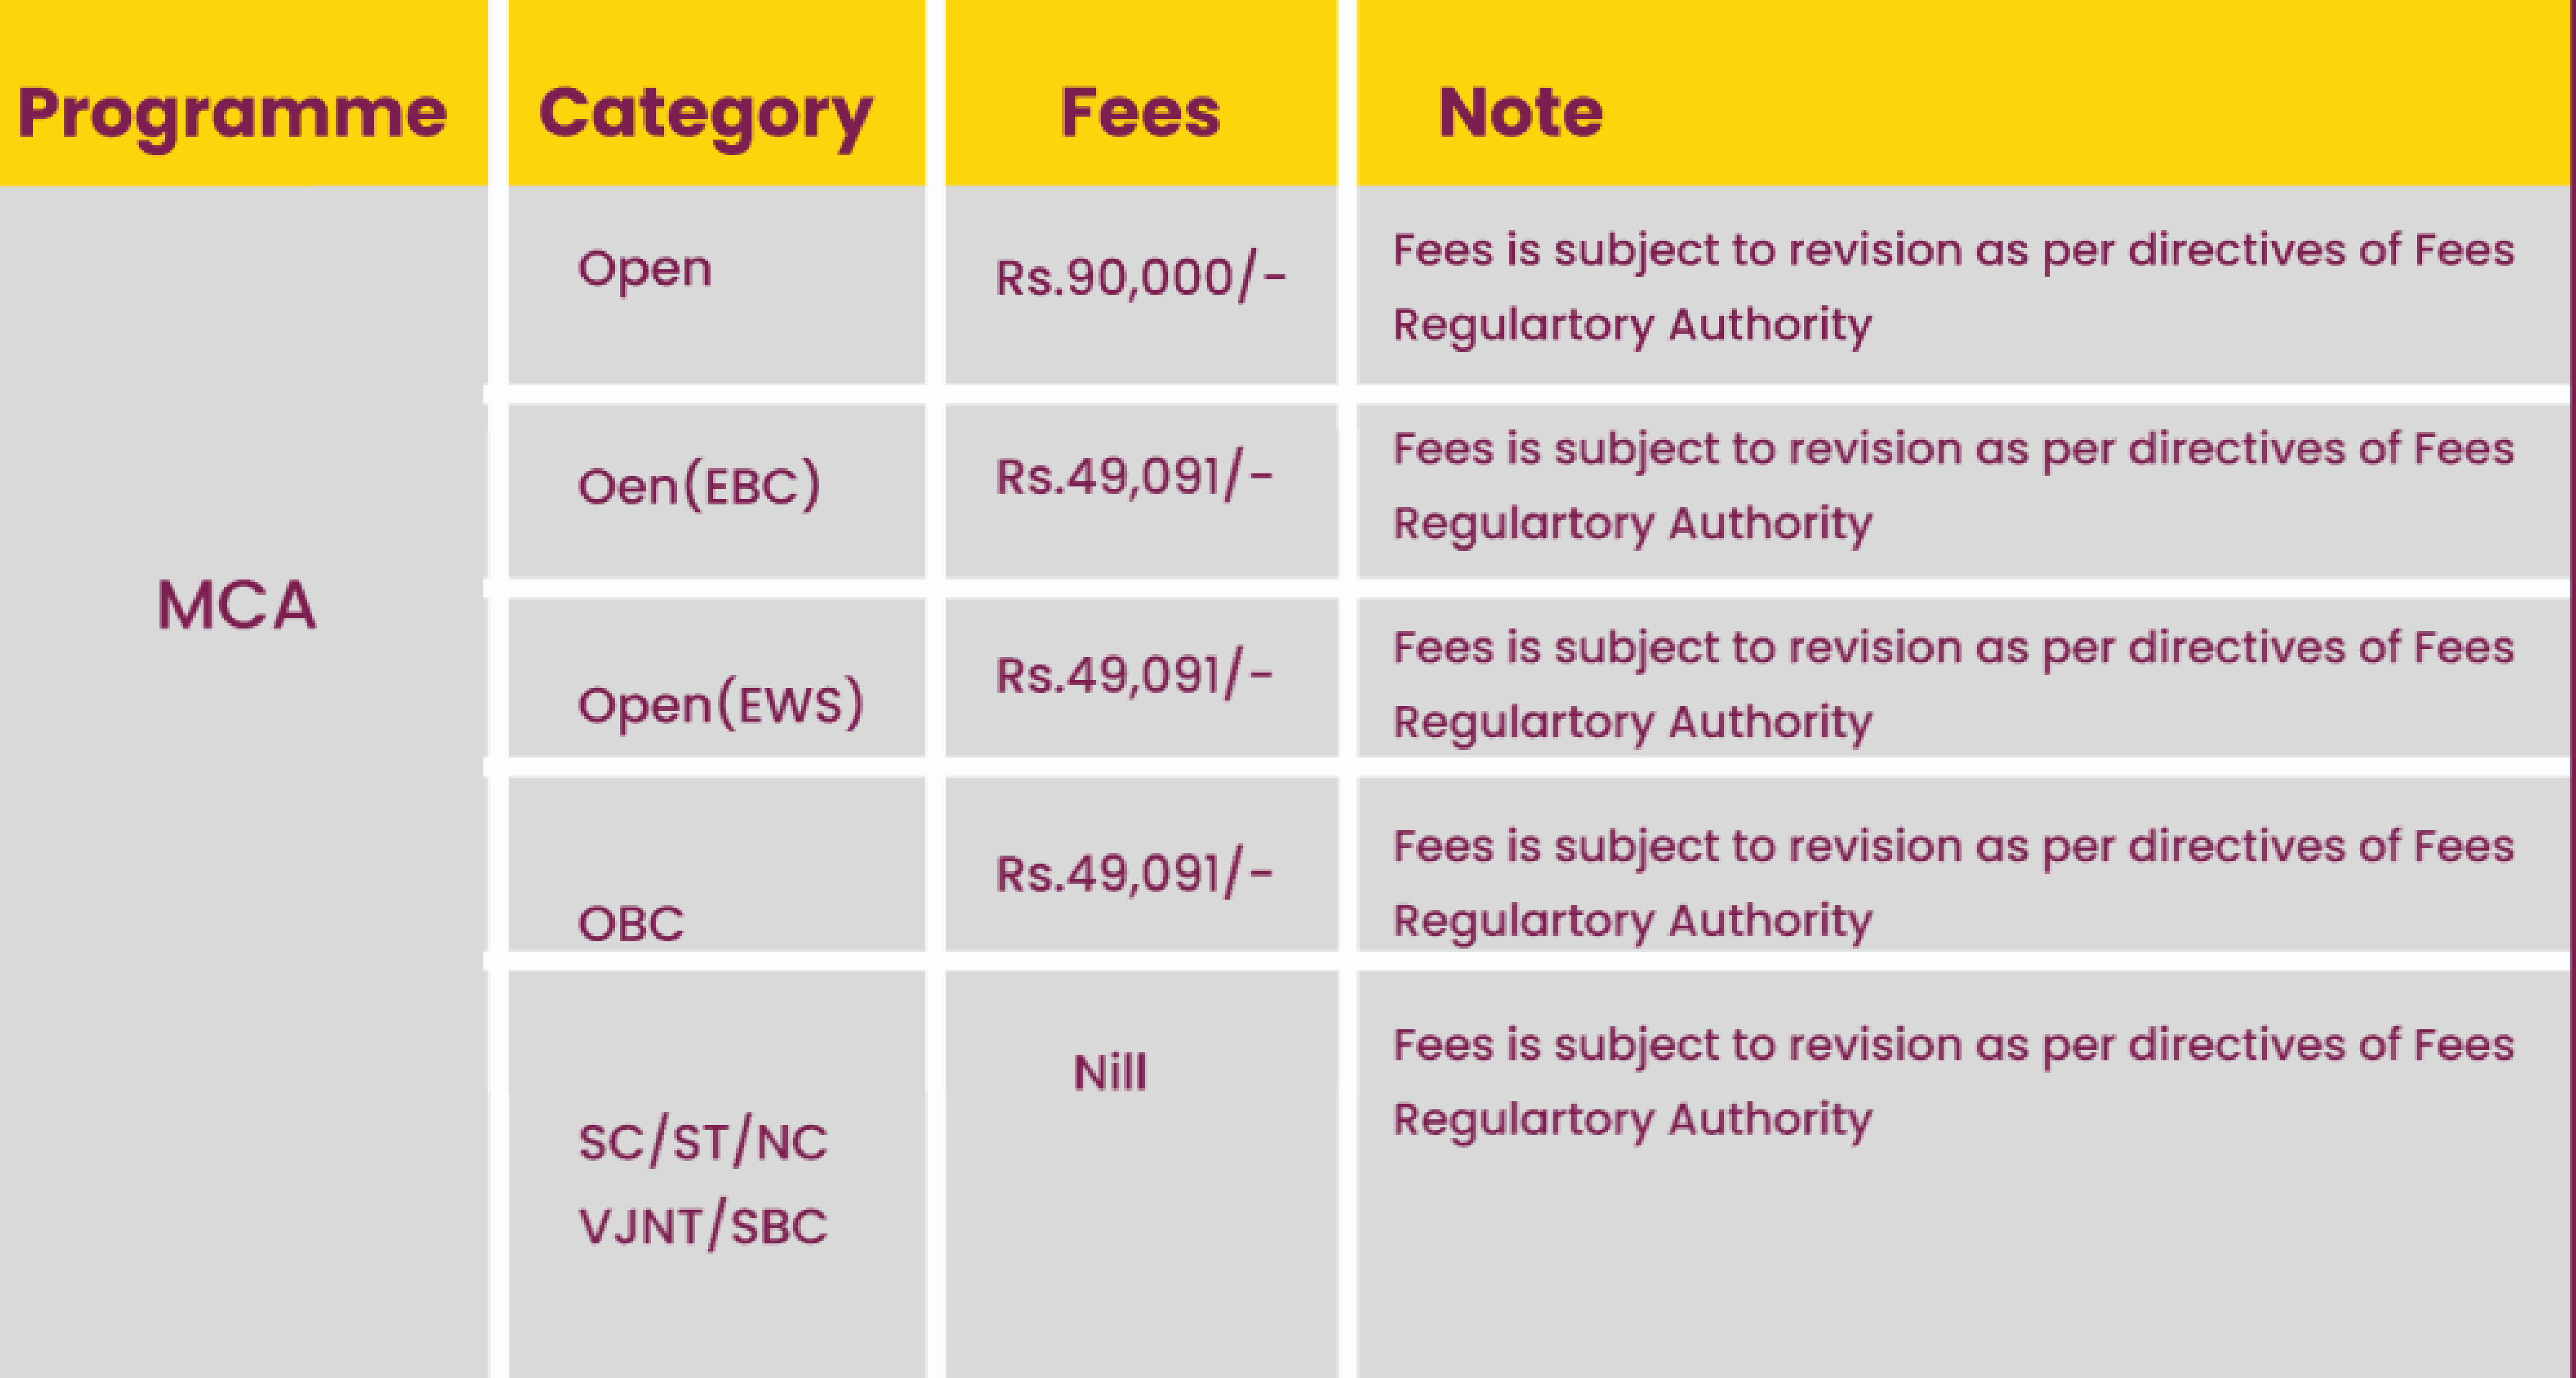 Programme Category Fees Note
Open Rs.90,000/- Fees is subject to revision as per directives of Fees
Regulartory Authority
Oen(EBC) Rs.49,091/- Fees is subject to revision as per directives of Fees
Regulartory Authority
MCA
Open(EWS) Rs.49,091/- Fees is subject to revision as per directives of Fees
Regulartory Authority
OBC Rs.49,091/- Fees is subject to revision as per directives of Fees
Regulartory Authority
SC/ST/NC Nill Fees is subject to revision as per directives of Fees
VJNT/SBC Regulartory Authority